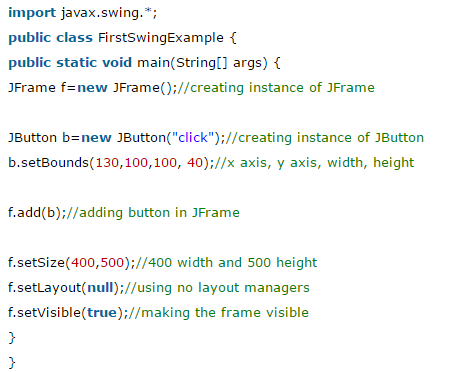 import javax.swing.*;
public class FirstSwingExample {
public static void main(String[] args) {
JFrame f=new JFrame();//creating instance of JFrame
JButton b=new JButton("click");//creating instance of JButton
b.setBounds(130,100,100, 40);//x axis, y axis, width, height
f.add(b);//adding button in JFrame
f.setSize(400,500);//400 width and 500 height
f.setLayout(null);//using no layout managers
f.setVisible(true);//making the frame visible
}
}